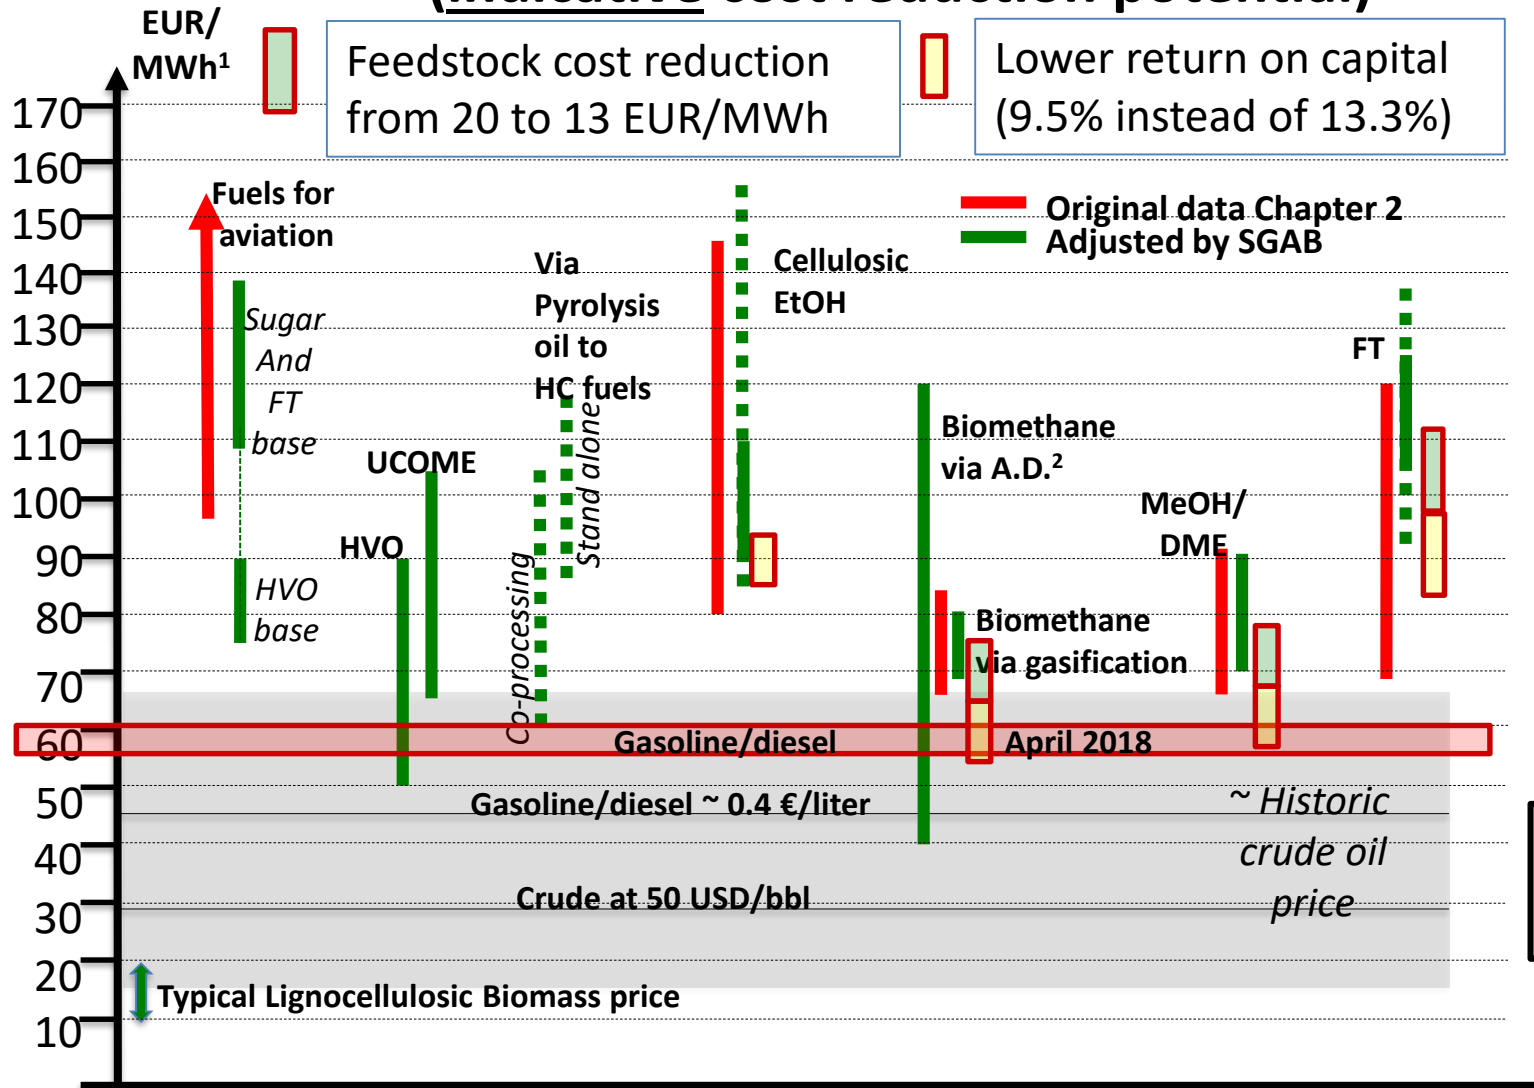 (indicative cost reduction potential)
EUR/
MWh¹
Feedstock cost reduction
from 20 to 13 EUR/MWh
Lower return on capital
(9.5% instead of 13.3%)
170
160
150
140
130
120
110
100
90
80
70
60
50
40
30
20
10
Fuels for
aviation
Sugar
And
FT
base
HVO
base
HVO
UCOME
Via
Pyrolysis
oil to
HC fuels
Co-processing
Stand alone
Cellulosic
EtOH
Original data Chapter 2
Adjusted by SGAB
Biomethane
via A.D.²
Biomethane
via gasification
MeOH/
DME
FT
Gasoline/diesel
April 2018
Gasoline/diesel ~ 0.4 €/liter
~ Historic
crude oil
price
Crude at 50 USD/bbl
Typical Lignocellulosic Biomass price